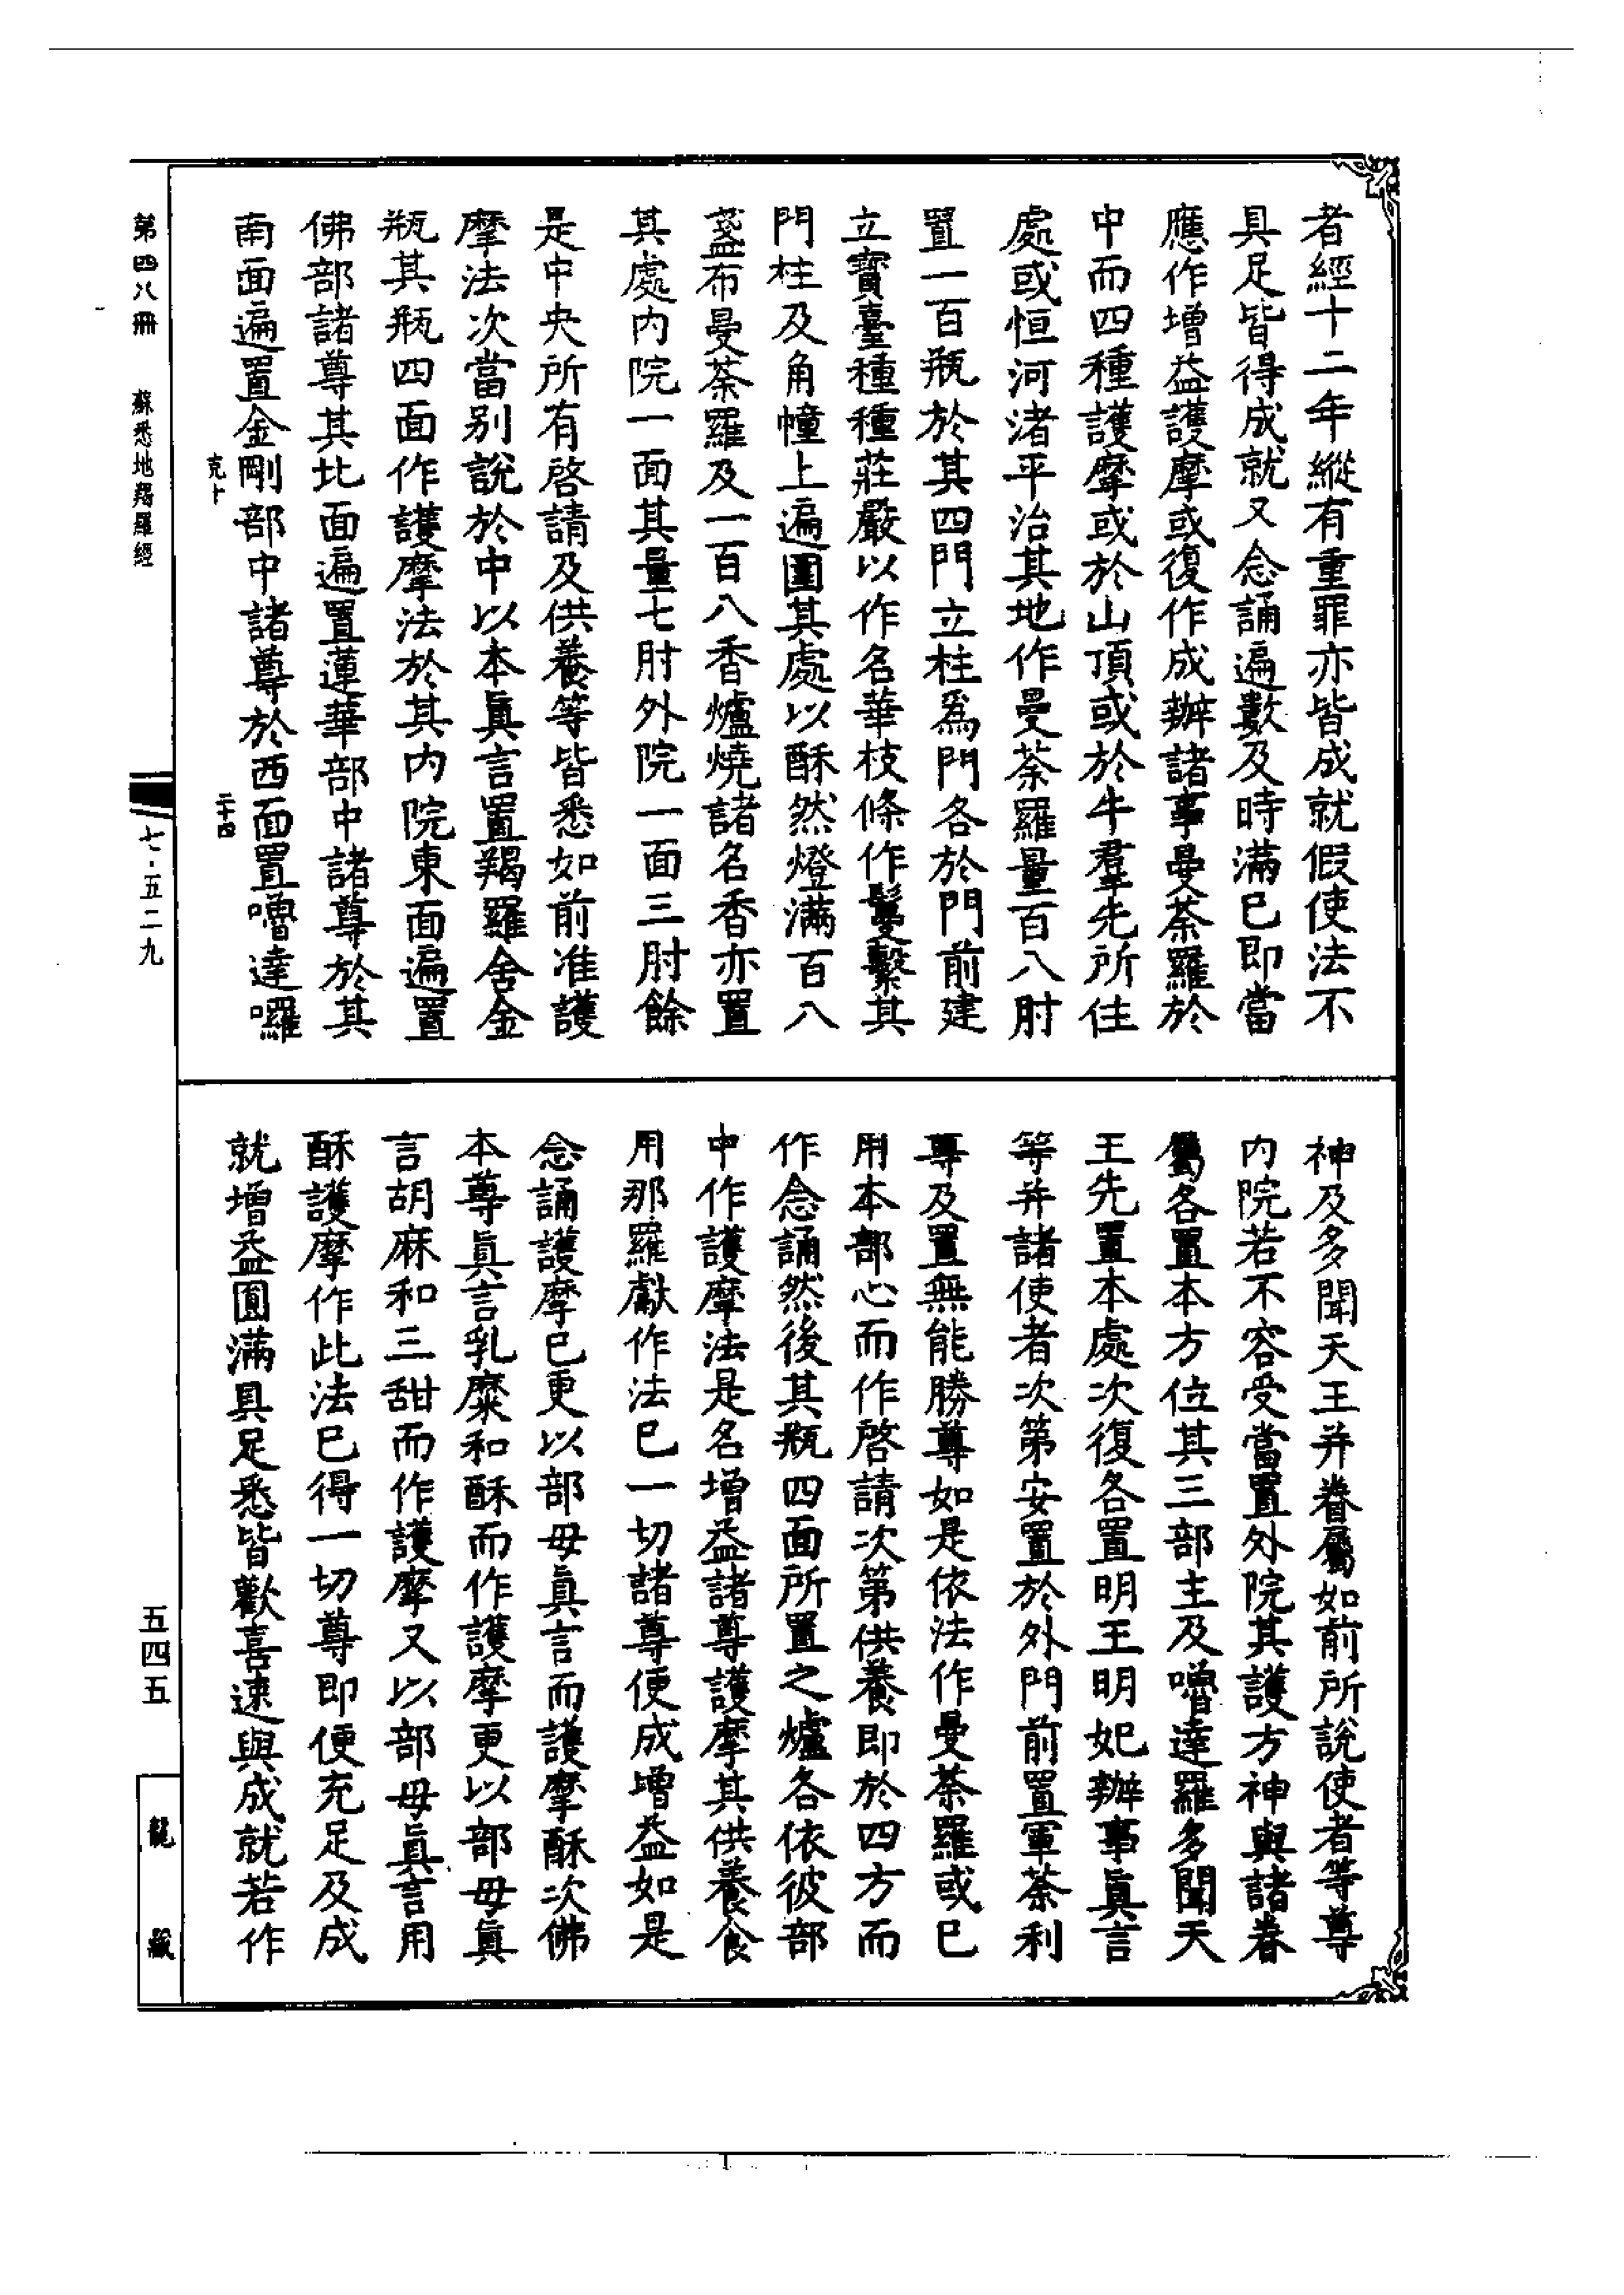 者經十二年縱有重罪亦皆成就假使法不
具足皆得成就又念誦遍數及時滿已即當
應作增益護摩或復作成辦諸事曼荼羅於
中而四種護摩或於山頂或於牛羣先所住
處或恒河渚平治其地作曼荼羅量百八肘
置一百瓶於其四門立柱爲門各於門前建
立寶臺種種莊嚴以作名華枝條作鬘繫其
門柱及角幢上遍圍其處以酥然燈滿百八
盞布曼荼羅及一百八香爐燒諸名香亦置
其處内院一面其量七肘外院一面三肘餘
是中央所有啓請及供養等皆悉如前准護
摩法次當别說於中以本眞言置羯羅舍金
瓶其瓶四面作護摩法於其内院東面遍置
佛部諸尊其北面遍置蓮華部中諸尊於其
南面遍置金剛部中諸尊於西面置嚕達囉
克十
二十四
神及多聞天王并眷屬如前所說使者等尊
内院若不容受當置外院其護方神與諸眷
屬各置本方位其三部主及嚕達羅多聞天
王先置本處次復各置明王明妃辦事眞言
等并諸使者次第安置於外門前置軍荼利
尊及置無能勝尊如是依法作曼荼羅或已
用本部心而作啓請次第供養即於四方而
作念誦然後其瓶四面所置之爐各依彼部
中作護摩法是名增益諸尊護摩其供養食
用那羅獻作法已一切諸尊便成增益如是
念誦護摩已更以部母眞言而護摩酥次佛
本尊眞言乳糜和酥而作護摩更以部母眞
言胡麻和三甜而作護摩又以部母眞言用
酥護摩作此法已得一切尊即便充足及成
就增益圓滿具足悉皆歡喜速與成就若作
第四八冊 蘇悉地羯羅經
七·五二九
五四五
龍藏